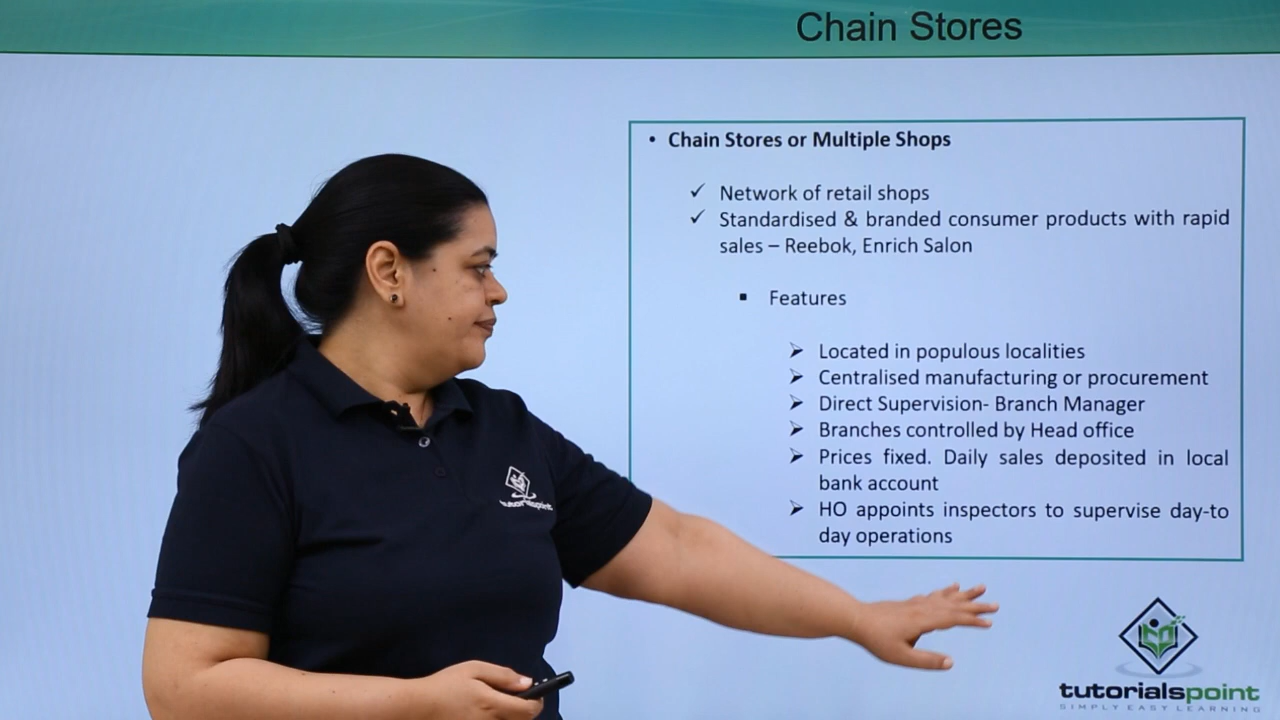 Chain Stores
• Chain Stores or Multiple Shops
✓ Network of retail shops
✓ Standardised & branded consumer products with rapid
sales – Reebok, Enrich Salon
▪ Features
➢ Located in populous localities
➢ Centralised manufacturing or procurement
➢ Direct Supervision- Branch Manager
➢ Branches controlled by Head office
➢ Prices fixed. Daily sales deposited in local
bank account
➢ HO appoints inspectors to supervise day-to
day operations
tutorialspoint
tutorialspoint
SIMPLY EASY LEARNING